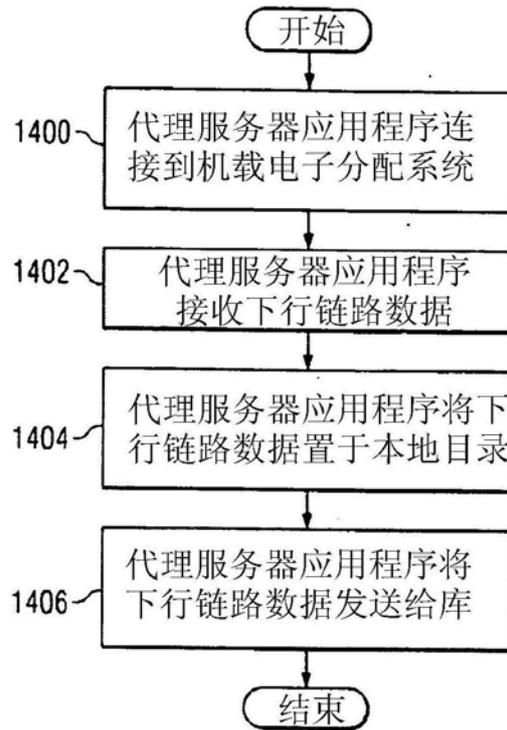 开始
1400
代理服务器应用程序连
接到机载电子分配系统
1402
代理服务器应用程序
接收下行链路数据
1404
代理服务器应用程序将下
行链路数据置于本地目录
1406
代理服务器应用程序将
下行链路数据发送给库
结束